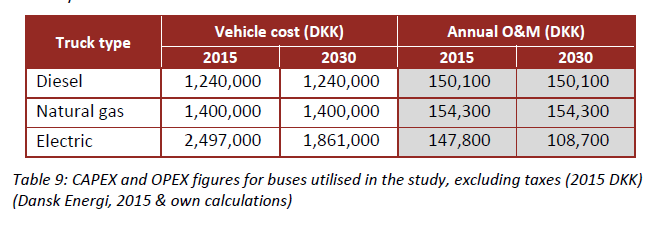 Truck type Vehicle cost (DKK) Annual O&M (DKK)
2015 2030 2015 2030
Diesel 1,240,000 1,240,000 150,100 150,100
Natural gas 1,400,000 1,400,000 154,300 154,300
Electric 2,497,000 1,861,000 147,800 108,700
Table 9: CAPEX and OPEX figures for buses utilised in the study, excluding taxes (2015 DKK)
(Dansk Energi, 2015 & own calculations)